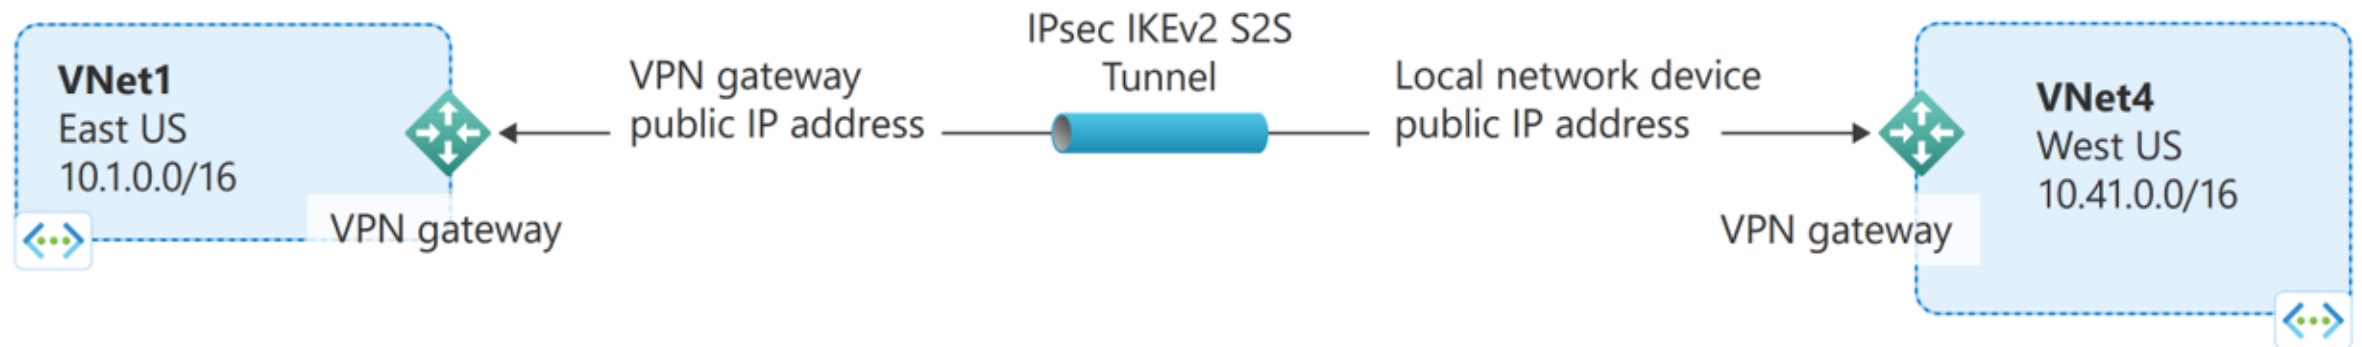 VNet1
East US
10.1.0.0/16
VPN gateway
VPN gateway
public IP address
IPsec IKEv2 S2S
Tunnel
Local network device
public IP address
VPN gateway
VNet4
West US
10.41.0.0/16